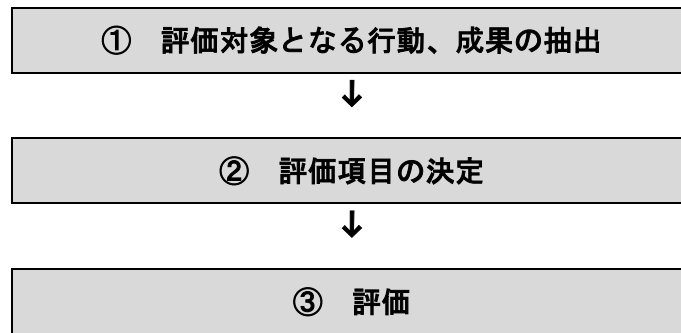 ①　評価対象となる行動、成果の抽出
↓
②　評価項目の決定
↓
③　評価